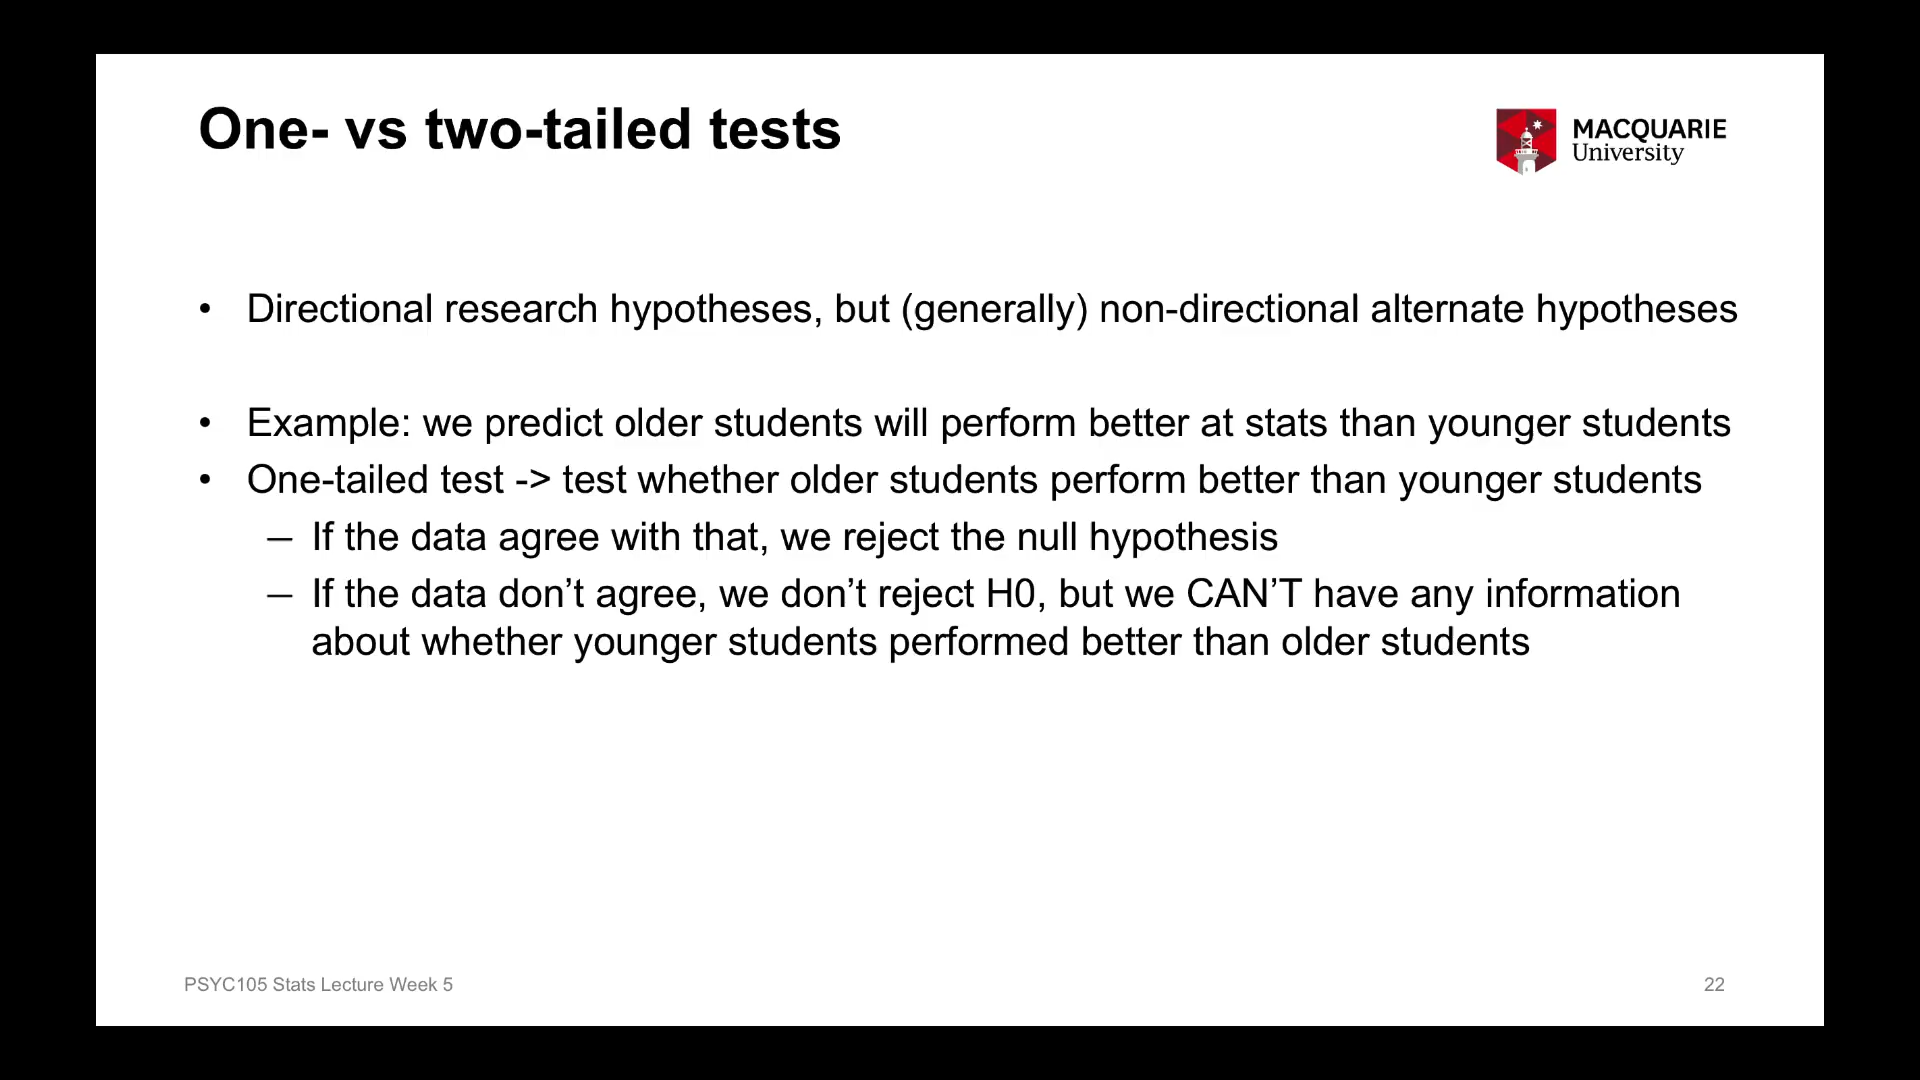 One- vs two-tailed tests
MACQUARIE
University
• Directional research hypotheses, but (generally) non-directional alternate hypotheses
• Example: we predict older students will perform better at stats than younger students
• One-tailed test -> test whether older students perform better than younger students
— If the data agree with that, we reject the null hypothesis
— If the data don’t agree, we don’t reject H0, but we CAN’T have any information
about whether younger students performed better than older students
PSYC105 Stats Lecture Week 5
22